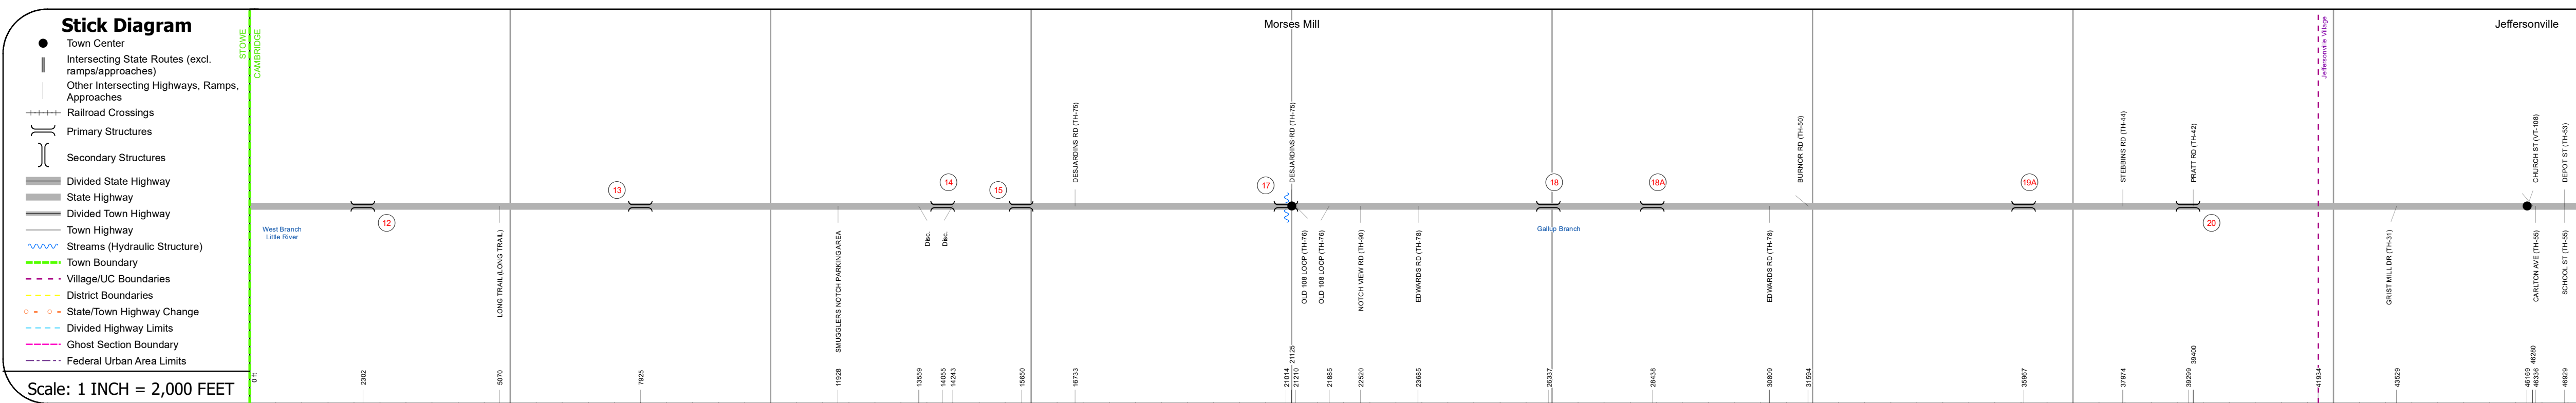 Stick Diagram
Town Center
Intersecting State Routes (excl.
ramps/approaches)
Other Intersecting Highways, Ramps,
Approaches
Railroad Crossings
Primary Structures
Secondary Structures
Divided State Highway
State Highway
Divided Town Highway
Town Highway
Streams (Hydraulic Structure)
Town Boundary
Village/UC Boundaries
District Boundaries
State/Town Highway Change
Divided Highway Limits
Ghost Section Boundary
Federal Urban Area Limits
Scale: 1 INCH = 2,000 FEET
STOWE
CAMBRIDGE
Morses Mill
Jeffersonville Village
Jeffersonville
DESJARDINS RD (TH-75)
DESJARDINS RD (TH-75)
BURNOR RD (TH-50)
STEBBINS RD (TH-44)
PRATT RD (TH-42)
CHURCH ST (VT-108)
DEPOT ST (TH-53)
12
13
14
15
17
18
18A
19A
20
West Branch
Little River
Gallup Branch
LONG TRAIL (LONG TRAIL)
SMUGGLERS NOTCH PARKING AREA
Disc.
Disc.
OLD 108 LOOP (TH-76)
OLD 108 LOOP (TH-76)
NOTCH VIEW RD (TH-90)
EDWARDS RD (TH-78)
EDWARDS RD (TH-78)
GRIST MILL DR (TH-31)
CARLTON AVE (TH-55)
SCHOOL ST (TH-55)
0 ft
2302
5070
7925
11928
13559
14055
14243
15650
16733
21014
21125
21210
21885
22520
23685
26337
28438
30809
31594
35967
37974
39299
39400
41934
43529
46169
46280
46336
46929